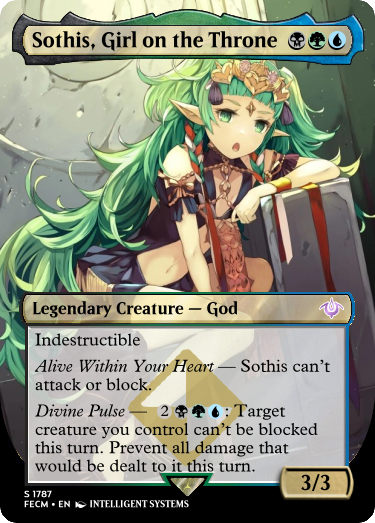 Sothis, Girl on the Throne
Legendary Creature — God
Indestructible
Alive Within Your Heart — Sothis can't
attack or block.
Divine Pulse — 2: Target
creature you control can't be blocked
this turn. Prevent all damage that
would be dealt to it this turn.
3/3
S 1787
FECM • EN INTELLIGENT SYSTEMS